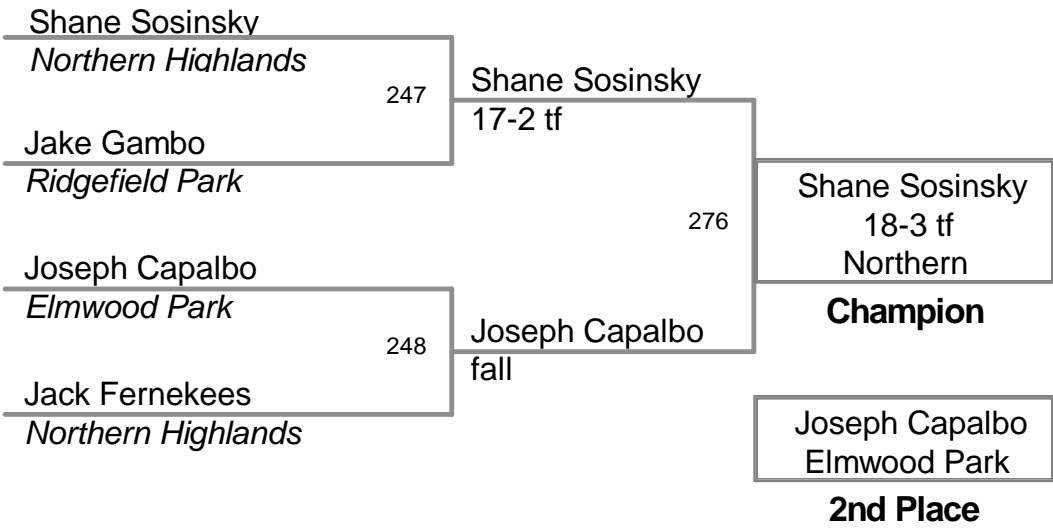 Shane Sosinsky
Northern Highlands
247
Shane Sosinsky
17-2 tf
Jake Gambo
Ridgefield Park
276
Shane Sosinsky
18-3 tf
Northern
Champion
Joseph Capalbo
Elmwood Park
248
Joseph Capalbo
fall
Jack Fernekees
Northern Highlands
Joseph Capalbo
Elmwood Park
2nd Place